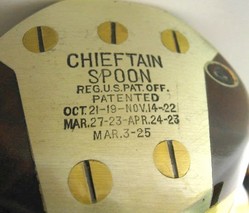 CHIEFTAIN
SPOON
REG.U.S.PAT.OFF.
PATENTED
OCT.21-19-NOV.14-22
MAR.27-23-APR.24-23
MAR.3-25